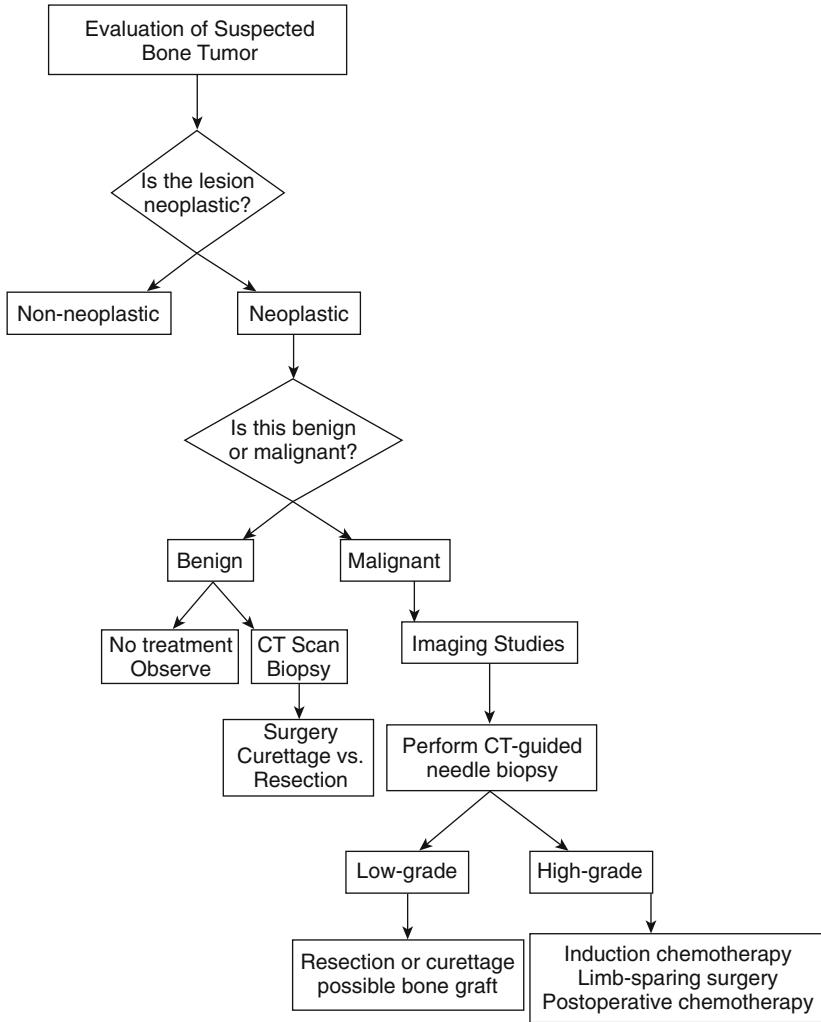 Evaluation of Suspected
Bone Tumor
Is the lesion
neoplastic?
Non-neoplastic
Neoplastic
Is this benign
or malignant?
Benign
Malignant
No treatment
Observe
CT Scan
Biopsy
Imaging Studies
Surgery
Curettage vs.
Resection
Perform CT-guided
needle biopsy
Low-grade
High-grade
Resection or curettage
possible bone graft
Induction chemotherapy
Limb-sparing surgery
Postoperative chemotherapy